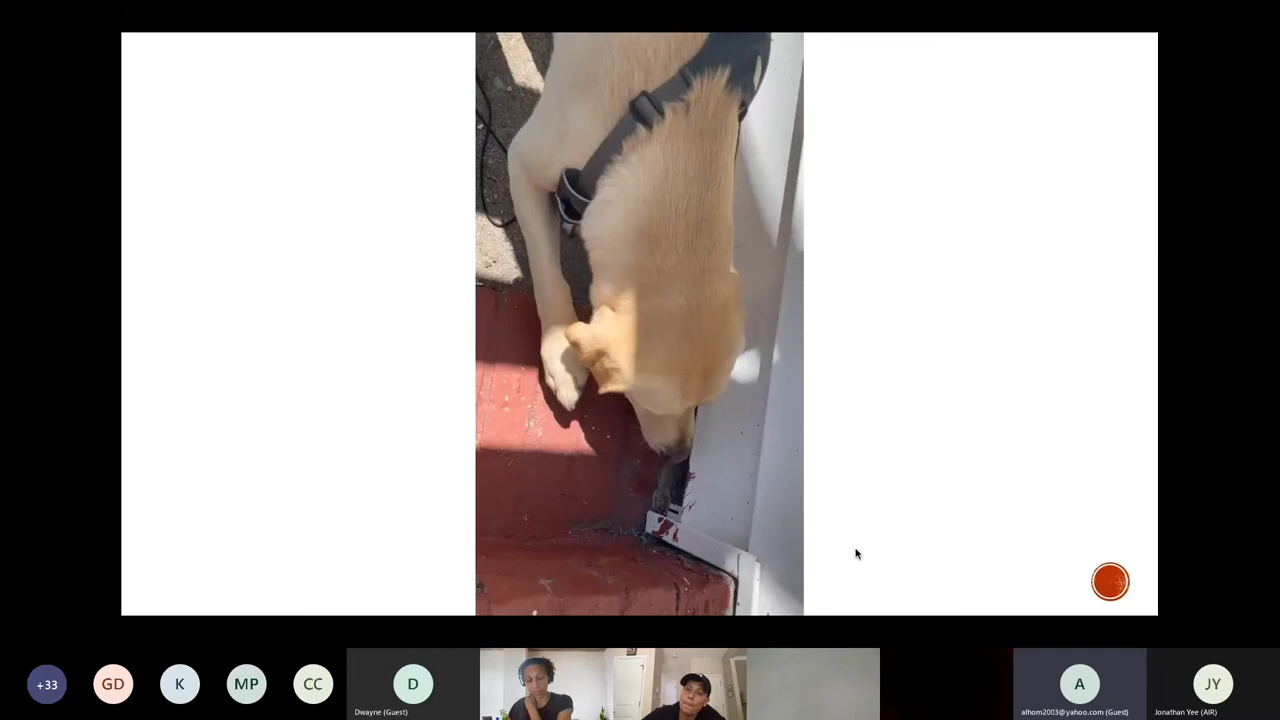 +33
GD
K
MP
CC
D
A
JY
Dwayne (Guest)
alhom2003@yahoo.com (Guest)
Jonathan Yee (AIR)